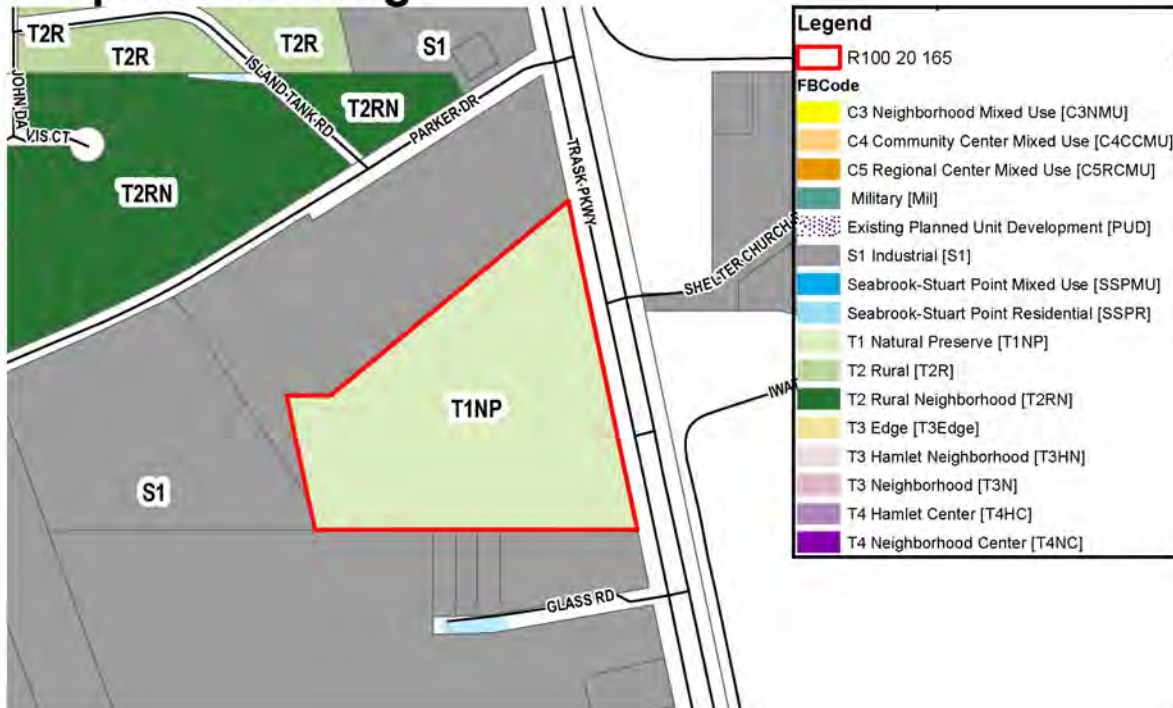 T2R
T2R
T2R
S1
JOHN DA
VIS CT
ISLAND TANK RD
T2RN
PARKER DR
T2RN
TRASK PKWY
SHELTER CHURCH
T1NP
S1
GLASS RD
Legend
R100 20 165
FBCode
C3 Neighborhood Mixed Use [C3NMU]
C4 Community Center Mixed Use [C4CCMU]
C5 Regional Center Mixed Use [C5RCMU]
Military [Mil]
Existing Planned Unit Development [PUD]
S1 Industrial [S1]
Seabrook-Stuart Point Mixed Use [SSPMU]
Seabrook-Stuart Point Residential [SSPR]
T1 Natural Preserve [T1NP]
T2 Rural [T2R]
T2 Rural Neighborhood [T2RN]
T3 Edge [T3Edge]
T3 Hamlet Neighborhood [T3HN]
T3 Neighborhood [T3N]
T4 Hamlet Center [T4HC]
T4 Neighborhood Center [T4NC]